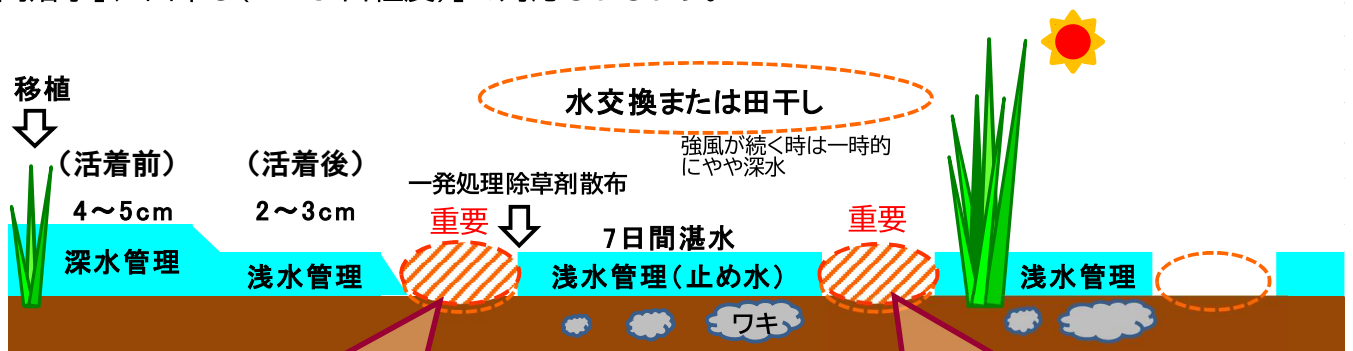 移植
水交換または田干し
強風が続く時は一時的
にやや深水
(活着前)
(活着後)
4～5cm
2～3cm
一発処理除草剤散布
重要
重要
7日間湛水
深水管理
浅水管理
浅水管理(止め水)
浅水管理
ワキ